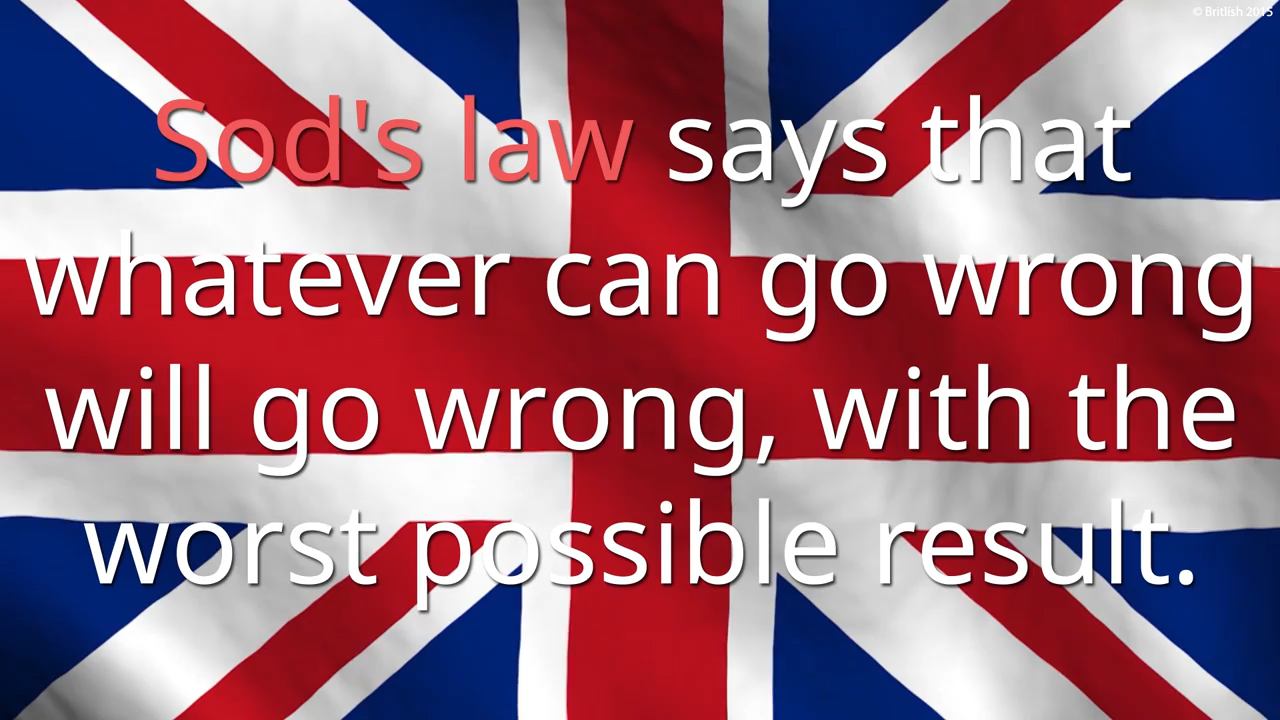 © Britlish 2015
Sod's law says that
whatever can go wrong
will go wrong, with the
worst possible result.